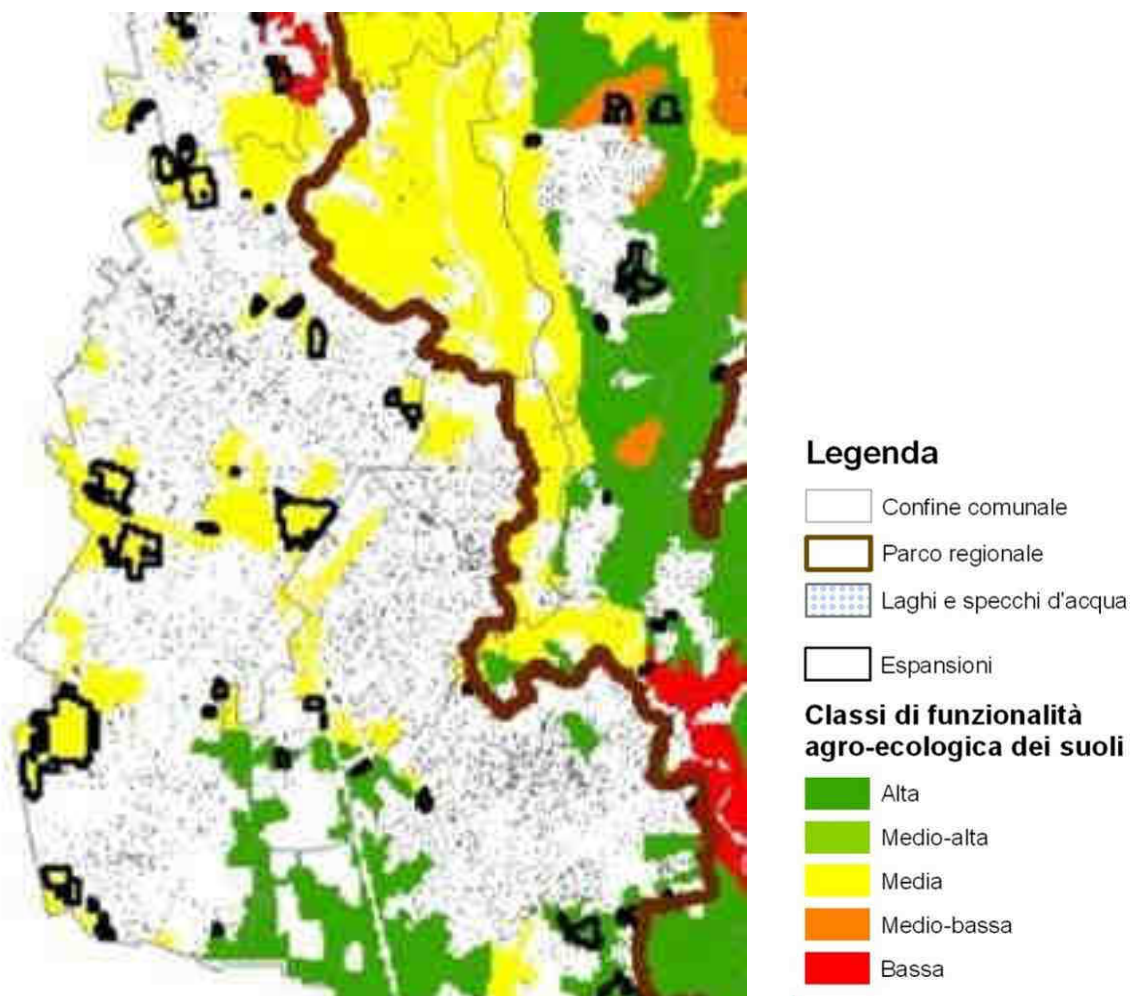 Legenda
Confine comunale
Parco regionale
Laghi e specchi d'acqua
Espansioni
Classi di funzionalità
agro-ecologica dei suoli
Alta
Medio-alta
Media
Medio-bassa
Bassa